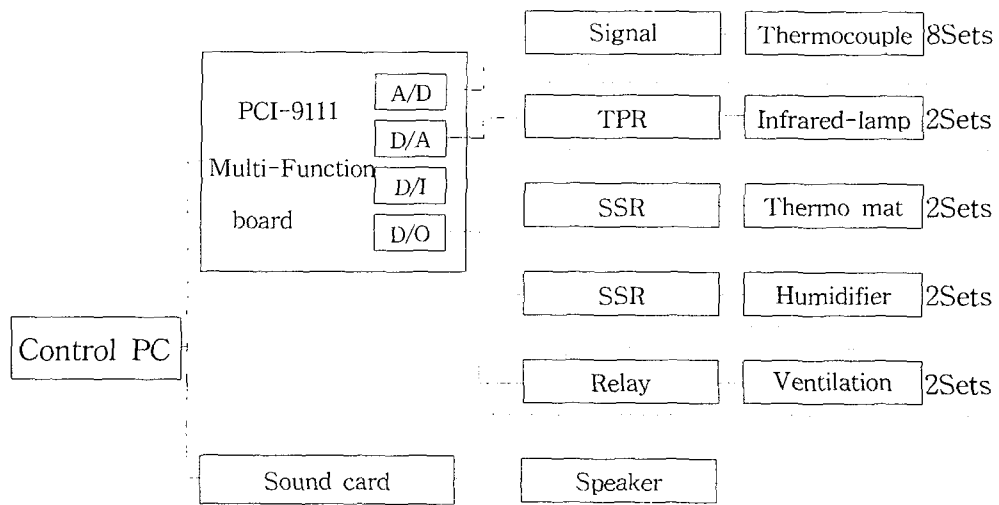 Signal
Thermocouple
8Sets
PCI-9111
Multi-Function
board
A/D
D/A
D/I
D/O
TPR
Infrared-lamp
2Sets
SSR
Thermo mat
2Sets
SSR
Humidifier
2Sets
Control PC
Relay
Ventilation
2Sets
Sound card
Speaker